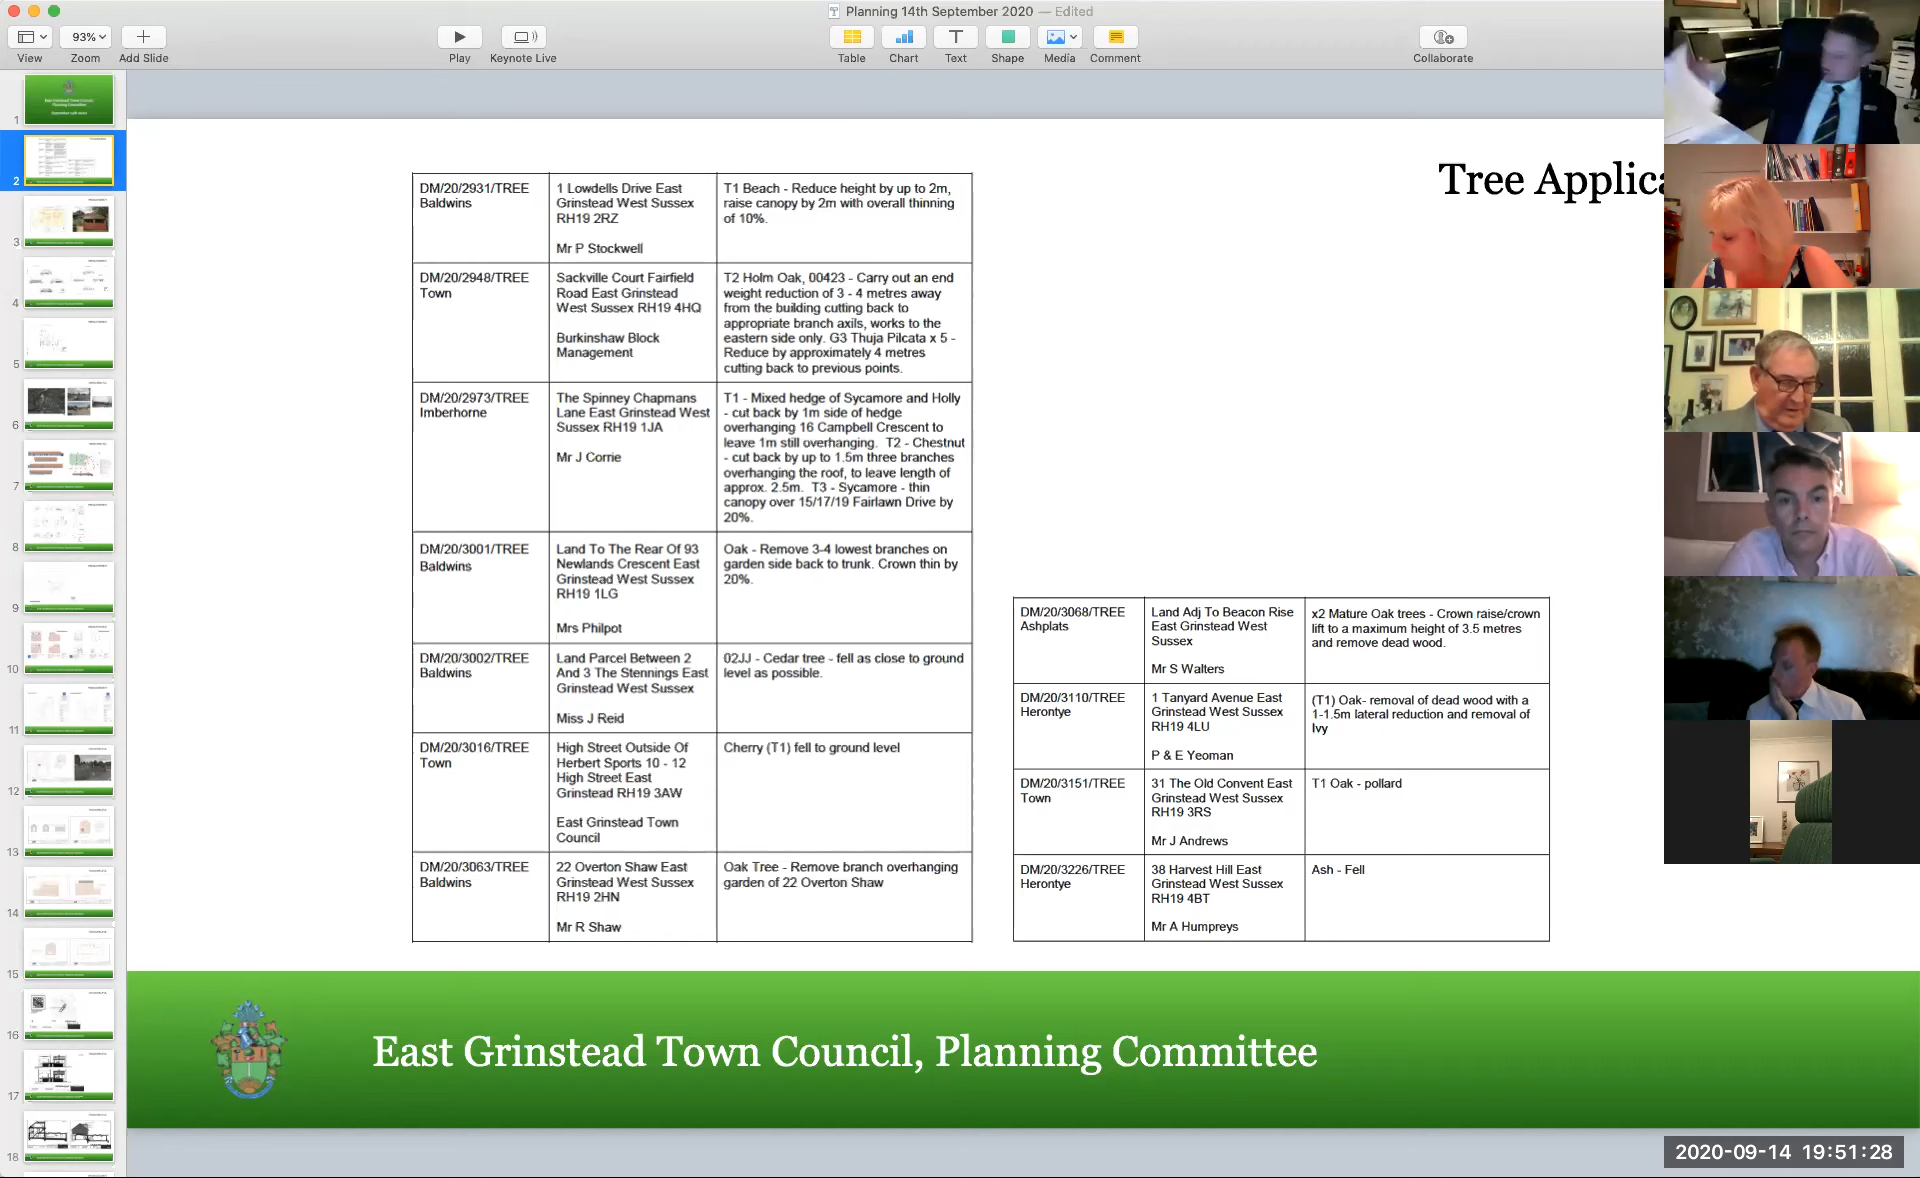 Planning 14th September 2020 — Edited
93%
View
Zoom
Add Slide
Play
Keynote Live
Table
Chart
Text
Shape
Media
Comment
Collaborate
1
2
3
4
5
6
7
8
9
10
11
12
13
14
15
16
17
18
Tree Applica
DM/20/2931/TREE
Baldwins
1 Lowdells Drive East
Grinstead West Sussex
RH19 2RZ
Mr P Stockwell
T1 Beach - Reduce height by up to 2m,
raise canopy by 2m with overall thinning
of 10%.
DM/20/2948/TREE
Town
Sackville Court Fairfield
Road East Grinstead
West Sussex RH19 4HQ
Burkinshaw Block
Management
T2 Holm Oak, 00423 - Carry out an end
weight reduction of 3 - 4 metres away
from the building cutting back to
appropriate branch axils, works to the
eastern side only. G3 Thuja Pilcata x 5 -
Reduce by approximately 4 metres
cutting back to previous points.
DM/20/2973/TREE
Imberhorne
The Spinney Chapmans
Lane East Grinstead West
Sussex RH19 1JA
Mr J Corrie
T1 - Mixed hedge of Sycamore and Holly
- cut back by 1m side of hedge
overhanging 16 Campbell Crescent to
leave 1m still overhanging. T2 - Chestnut
- cut back by up to 1.5m three branches
overhanging the roof, to leave length of
approx. 2.5m. T3 - Sycamore - thin
canopy over 15/17/19 Fairlawn Drive by
20%.
DM/20/3001/TREE
Baldwins
Land To The Rear Of 93
Newlands Crescent East
Grinstead West Sussex
RH19 1LG
Mrs Philpot
Oak - Remove 3-4 lowest branches on
garden side back to trunk. Crown thin by
20%.
DM/20/3002/TREE
Baldwins
Land Parcel Between 2
And 3 The Stennings East
Grinstead West Sussex
Miss J Reid
02JJ - Cedar tree - fell as close to ground
level as possible.
DM/20/3016/TREE
Town
High Street Outside Of
Herbert Sports 10 - 12
High Street East
Grinstead RH19 3AW
East Grinstead Town
Council
Cherry (T1) fell to ground level
DM/20/3063/TREE
Baldwins
22 Overton Shaw East
Grinstead West Sussex
RH19 2HN
Mr R Shaw
Oak Tree - Remove branch overhanging
garden of 22 Overton Shaw
DM/20/3068/TREE
Ashplats
Land Adj To Beacon Rise
East Grinstead West
Sussex
Mr S Walters
x2 Mature Oak trees - Crown raise/crown
lift to a maximum height of 3.5 metres
and remove dead wood.
DM/20/3110/TREE
Herontye
1 Tanyard Avenue East
Grinstead West Sussex
RH19 4LU
P & E Yeoman
(T1) Oak- removal of dead wood with a
1-1.5m lateral reduction and removal of
Ivy
DM/20/3151/TREE
Town
31 The Old Convent East
Grinstead West Sussex
RH19 3RS
Mr J Andrews
T1 Oak - pollard
DM/20/3226/TREE
Herontye
38 Harvest Hill East
Grinstead West Sussex
RH19 4BT
Mr A Humpreys
Ash - Fell
East Grinstead Town Council, Planning Committee
2020-09-14 19:51:28